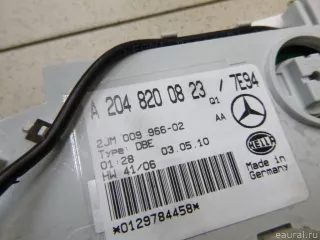 A 204 820 08 23 / 7E94
Q1
2JM 009 966-02 AA
Type: OBE
01:28 03.05.10
HW 41/06
HELLA
Made in
Germany
*0129784458*
© eaural.ru